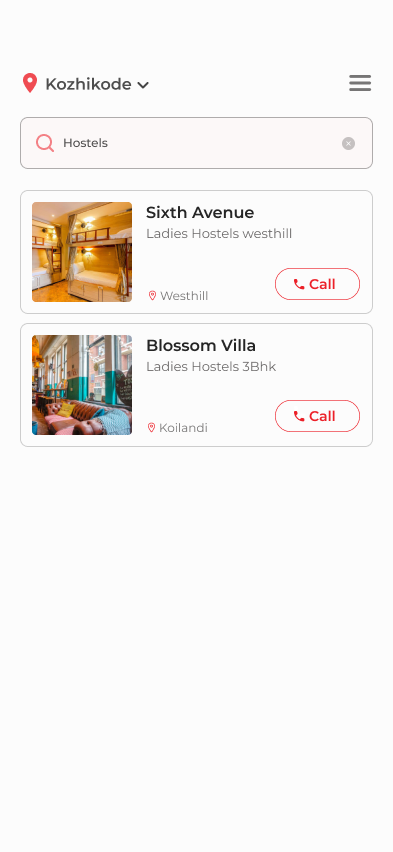 Kozhikode
Hostels
Sixth Avenue
Ladies Hostels westhill
Westhill
Call
Blossom Villa
Ladies Hostels 3Bhk
Koilandi
Call